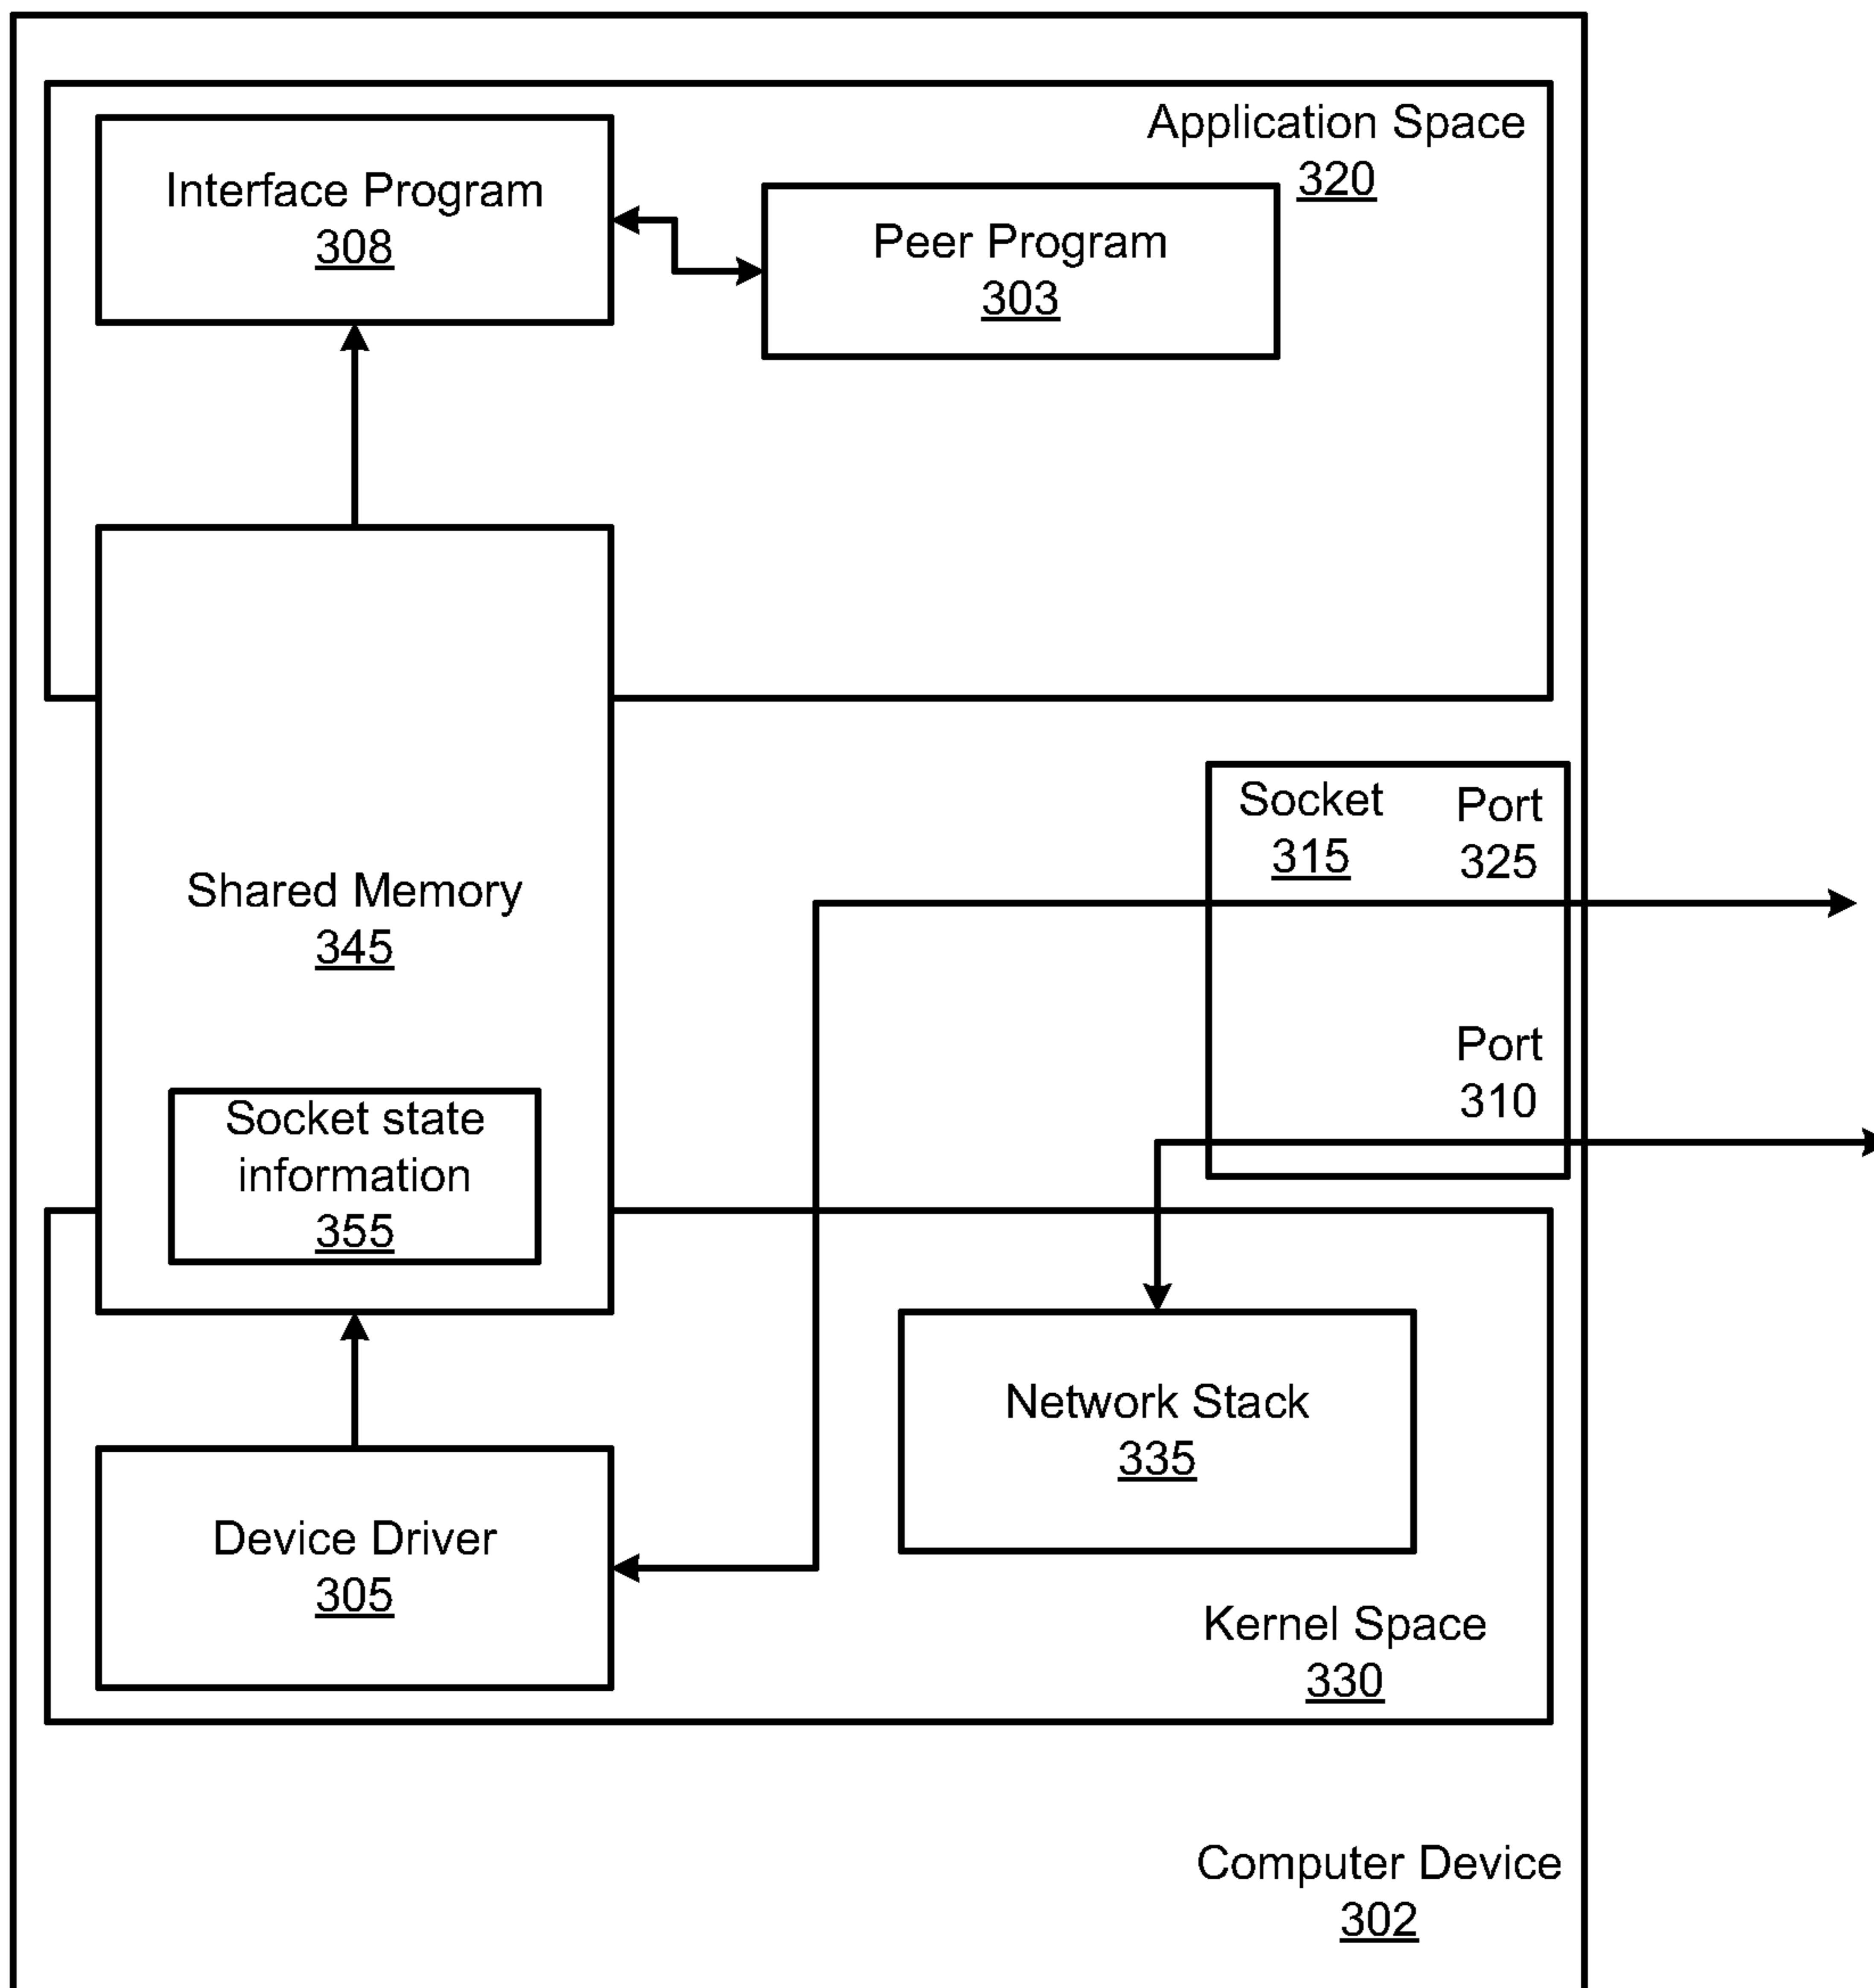 Application Space
320
Interface Program
308
Peer Program
303
Socket
315
Port
325
Shared Memory
345
Port
310
Socket state
information
355
Network Stack
335
Device Driver
305
Kernel Space
330
Computer Device
302